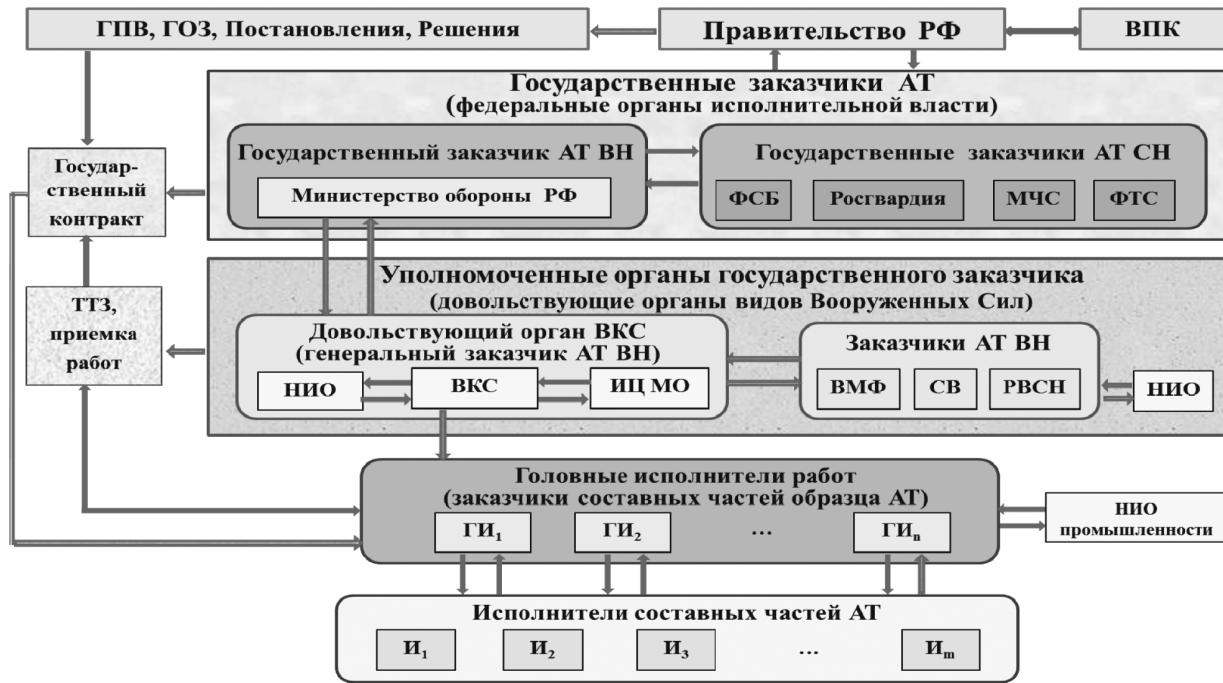 ГПВ, ГОЗ, Постановления, Решения
Правительство РФ
ВПК
Государственные заказчики АТ
(федеральные органы исполнительной власти)
Государственный заказчик АТ ВН
Министерство обороны РФ
Государственные заказчики АТ СН
ФСБ
Росгвардия
МЧС
ФТС
Государ-
ственный
контракт
Уполномоченные органы государственного заказчика
(довольствующие органы видов Вооруженных Сил)
ТТЗ,
приемка
работ
Довольствующий орган ВКС
(генеральный заказчик АТ ВН)
НИО
ВКС
ИЦ МО
Заказчики АТ ВН
ВМФ
СВ
РВСН
НИО
Головные исполнители работ
(заказчики составных частей образца АТ)
ГИ₁
ГИ₂
...
ГИₙ
НИО
промышленности
Исполнители составных частей АТ
И₁
И₂
И₃
...
Иₘ